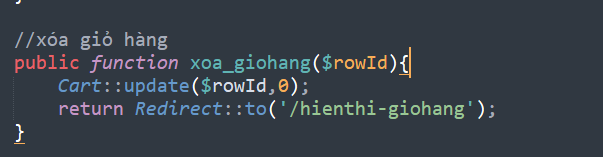 //xóa giỏ hàng
public function xoa_giohang($rowId){
Cart::update($rowId,0);
return Redirect::to('/hienthi-giohang');
}